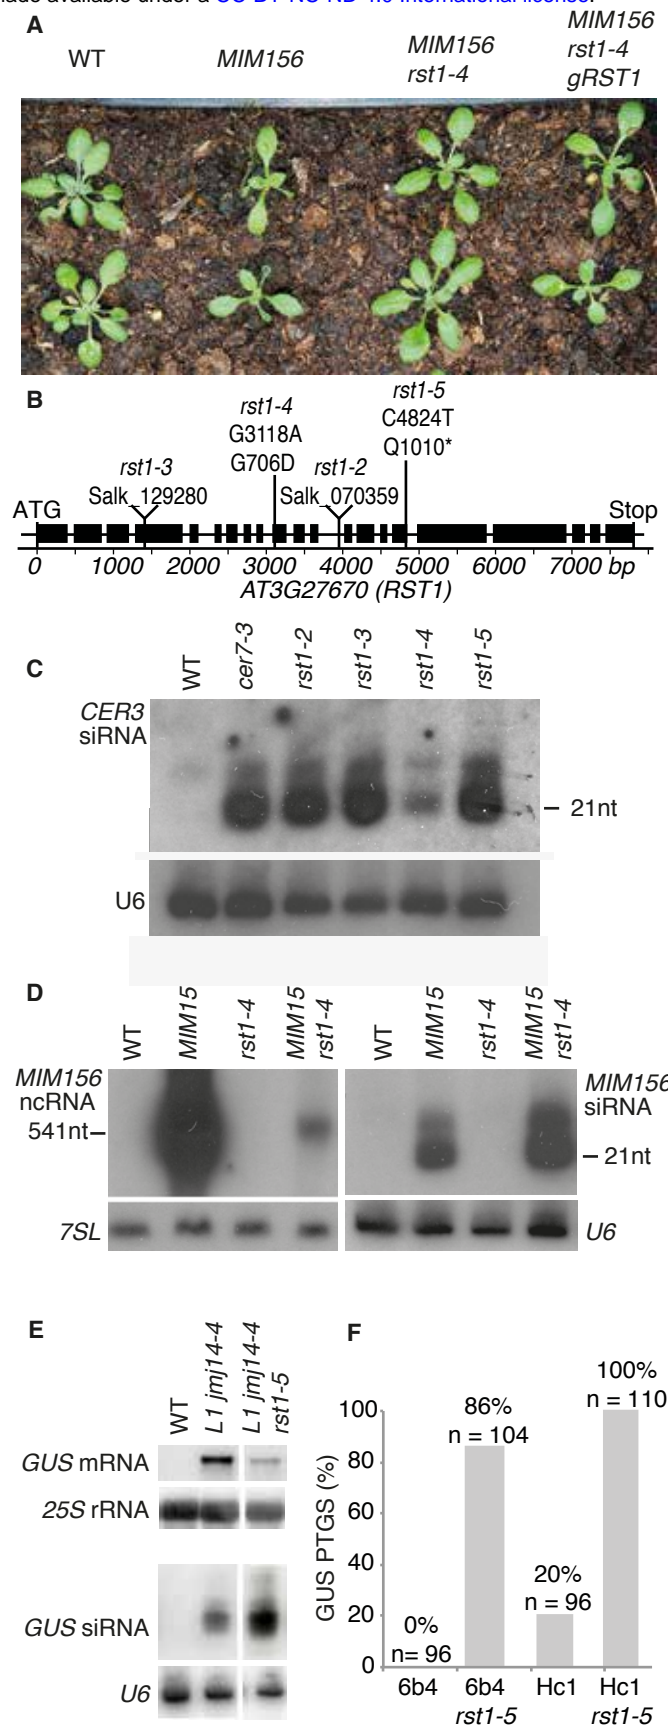 made available under a CC-BY-NC-ND 4.0 International license.
A
WT
MIM156
MIM156
rst1-4
MIM156
rst1-4
gRST1
B
rst1-3
Salk_129280
rst1-4
G3118A
G706D
rst1-2
Salk_070359
rst1-5
C4824T
Q1010*
ATG
Stop
0 1000 2000 3000 4000 5000 6000 7000 bp
AT3G27670 (RST1)
C
WT
cer7-3
rst1-2
rst1-3
rst1-4
rst1-5
CER3
siRNA
21nt
U6
D
WT
MIM15
rst1-4
MIM15
rst1-4
WT
MIM15
rst1-4
MIM15
rst1-4
MIM156
ncRNA
541nt
7SL
MIM156
siRNA
21nt
U6
E
WT
L1 jmj14-4
L1 jmj14-4
rst1-5
GUS mRNA
25S rRNA
GUS siRNA
U6
F
GUS PTGS (%)
100
80
60
40
20
0
0%
n= 96
86%
n = 104
20%
n = 96
100%
n = 110
6b4
6b4
rst1-5
Hc1
Hc1
rst1-5